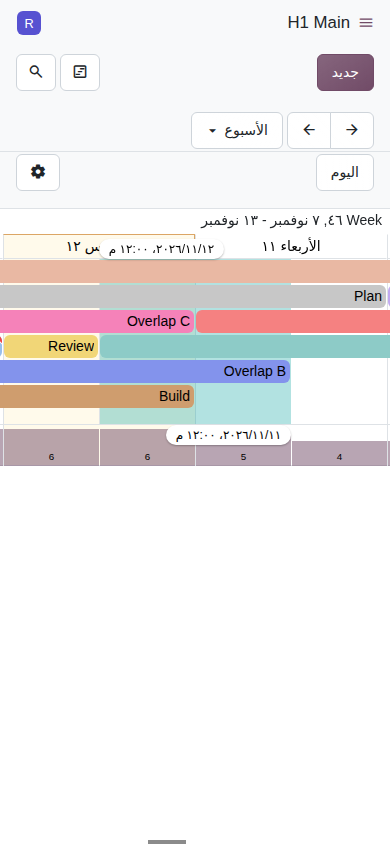 H1 Main
R
جديد
الأسبوع
اليوم
Week ٤٦, ٧ نوفمبر - ١٣ نوفمبر
الأربعاء ١١
س ١٢
٢٠٢٦/١١/١٢، ١٢:٠٠ م
Plan
Overlap C
Review
Overlap B
Build
٢٠٢٦/١١/١١، ١٢:٠٠ م
4
5
6
6